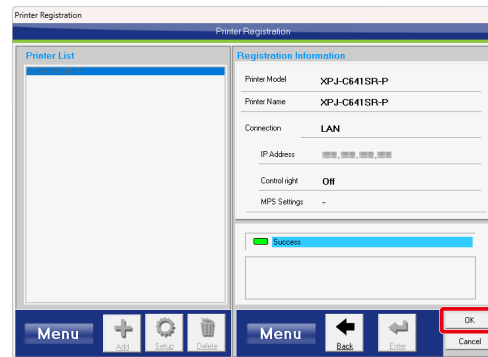 Printer Registration
Printer Registration
Printer List
Registration Information
Printer Model XPJ-C641SR-P
Printer Name XPJ-C641SR-P
Connection LAN
IP Address
Control right Off
MPS Settings -
Success
Menu
Add
Setup
Delete
Menu
Back
Enter
OK
Cancel